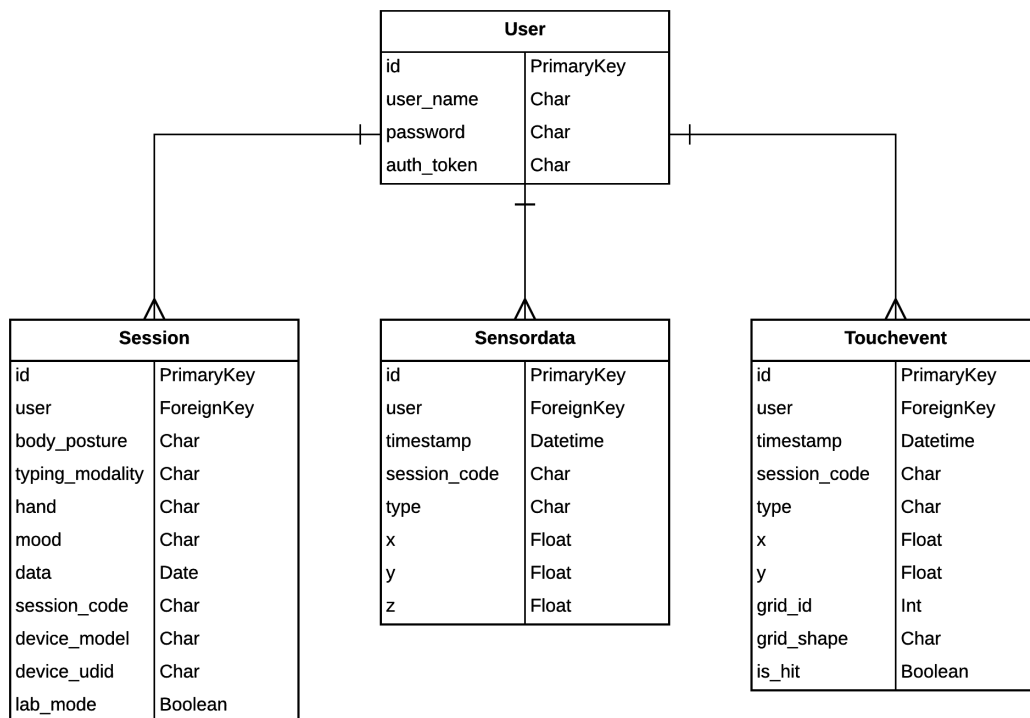 User
id PrimaryKey
user_name Char
password Char
auth_token Char
Session
id PrimaryKey
user ForeignKey
body_posture Char
typing_modality Char
hand Char
mood Char
data Date
session_code Char
device_model Char
device_udid Char
lab_mode Boolean
Sensordata
id PrimaryKey
user ForeignKey
timestamp Datetime
session_code Char
type Char
x Float
y Float
z Float
Touchevent
id PrimaryKey
user ForeignKey
timestamp Datetime
session_code Char
type Char
x Float
y Float
grid_id Int
grid_shape Char
is_hit Boolean